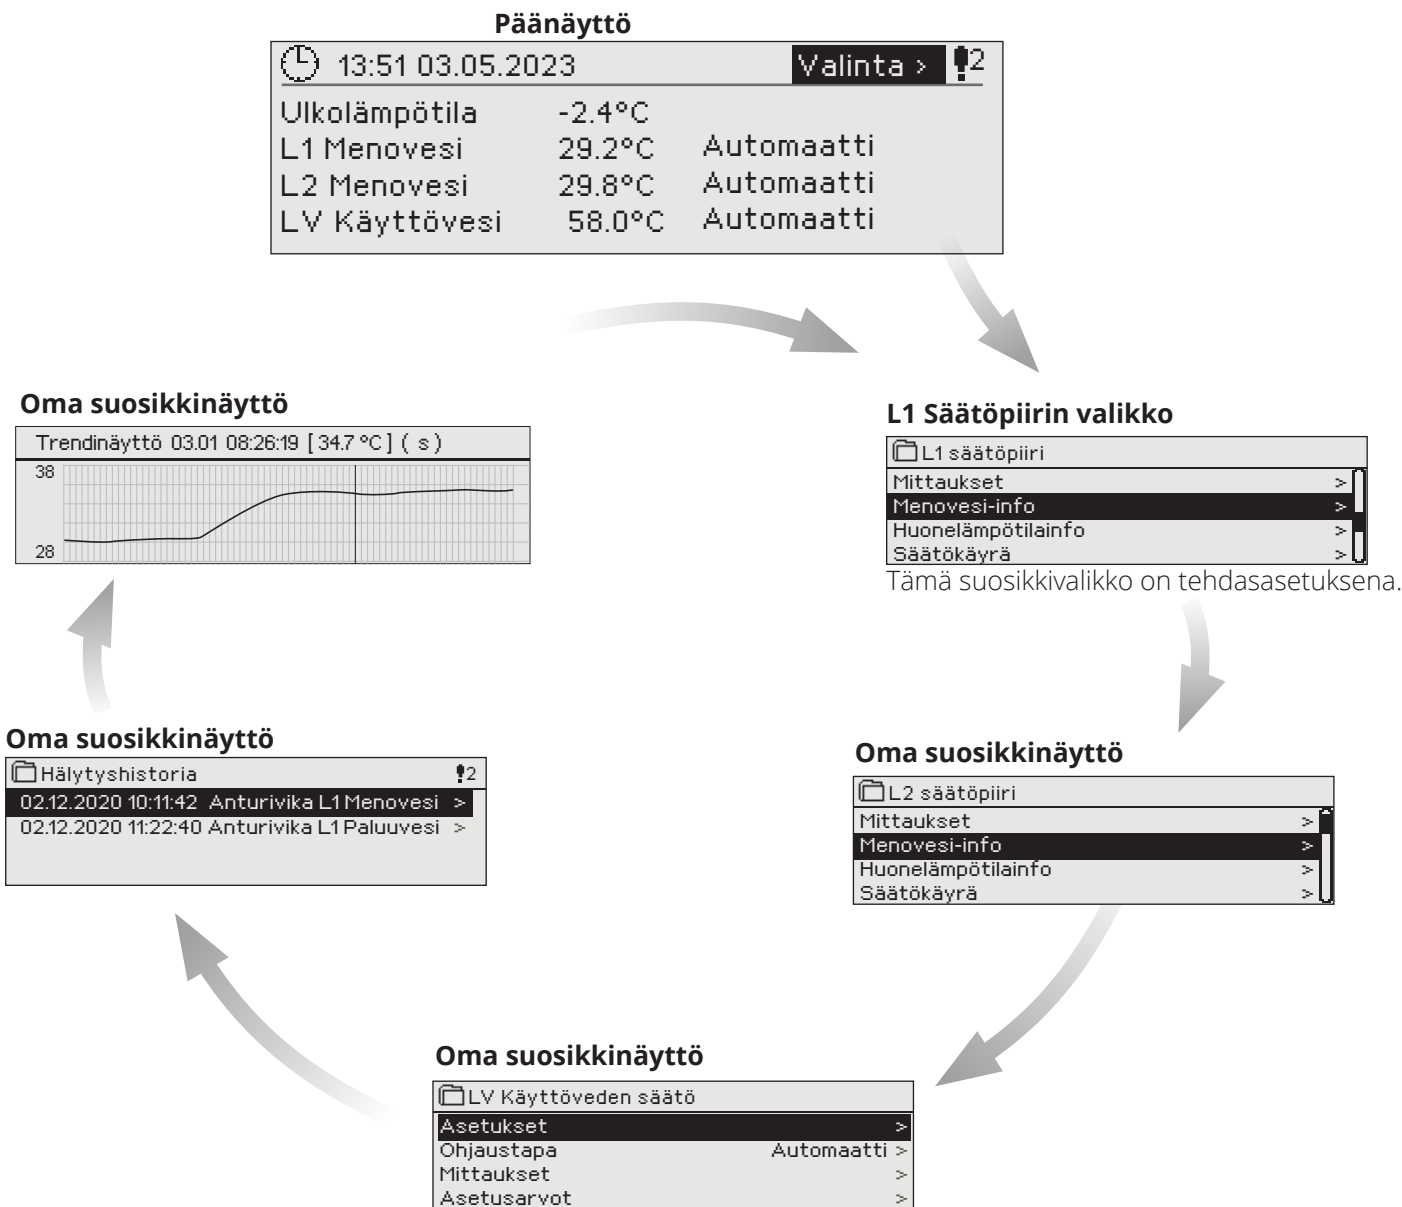 Päänäyttö
13:51 03.05.2023 Valinta > 2
Ulkolämpötila -2.4°C
L1 Menovesi 29.2°C Automaatti
L2 Menovesi 29.8°C Automaatti
LV Käyttövesi 58.0°C Automaatti
Oma suosikkinäyttö
Trendinäyttö 03.01 08:26:19 [ 34.7 °C ] ( s )
38
28
L1 Säätöpiirin valikko
L1 säätöpiiri
Mittaukset >
Menovesi-info >
Huonelämpötilainfo >
Säätökäyrä >
Tämä suosikkivalikko on tehdasasetuksena.
Oma suosikkinäyttö
Hälytyshistoria 2
02.12.2020 10:11:42 Anturivika L1 Menovesi >
02.12.2020 11:22:40 Anturivika L1 Paluuvesi >
Oma suosikkinäyttö
L2 säätöpiiri
Mittaukset >
Menovesi-info >
Huonelämpötilainfo >
Säätökäyrä >
Oma suosikkinäyttö
LV Käyttöveden säätö
Asetukset >
Ohjaustapa Automaatti >
Mittaukset >
Asetusarvot >